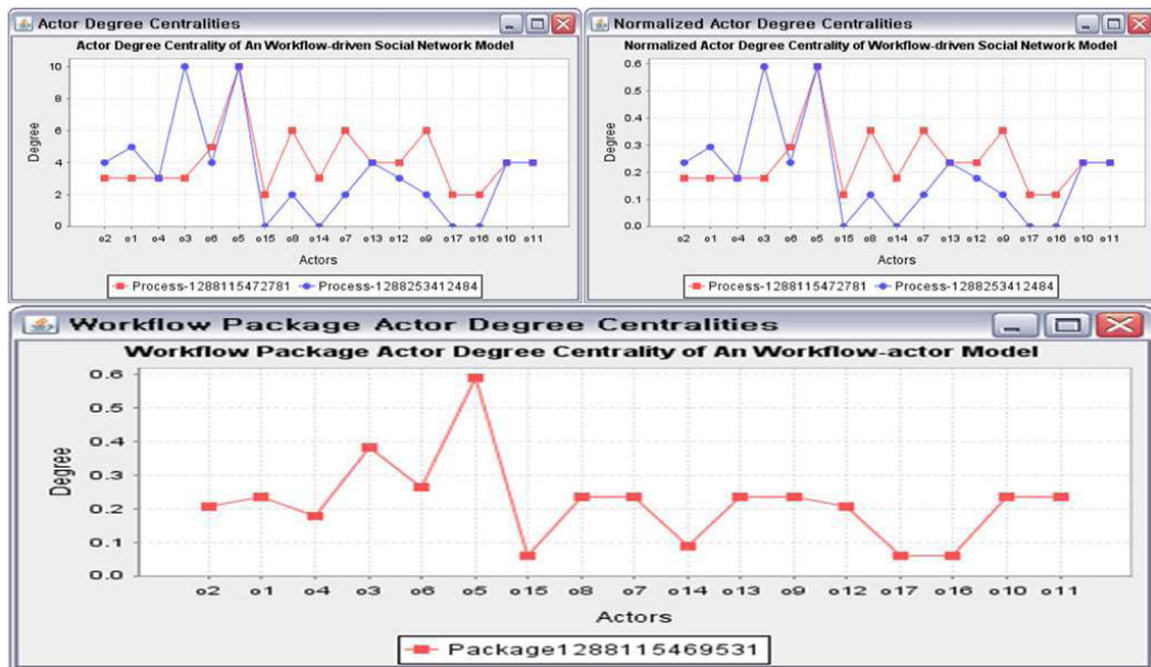 Actor Degree Centralities
Actor Degree Centrality of An Workflow-driven Social Network Model
10
8
6
4
2
0
Degree
o2 o1 o4 o3 o6 o5 o15 o8 o14 o7 o13 o12 o9 o17 o16 o10 o11
Actors
Process-1288115472781 Process-1288253412484
Normalized Actor Degree Centralities
Normalized Actor Degree Centrality of Workflow-driven Social Network Model
0.6
0.5
0.4
0.3
0.2
0.1
0.0
Degree
o2 o1 o4 o3 o6 o5 o15 o8 o14 o7 o13 o12 o9 o17 o16 o10 o11
Actors
Process-1288115472781 Process-1288253412484
Workflow Package Actor Degree Centralities
Workflow Package Actor Degree Centrality of An Workflow-actor Model
0.6
0.5
0.4
0.3
0.2
0.1
0.0
Degree
o2 o1 o4 o3 o6 o5 o15 o8 o7 o14 o13 o9 o12 o17 o16 o10 o11
Actors
Package1288115469531